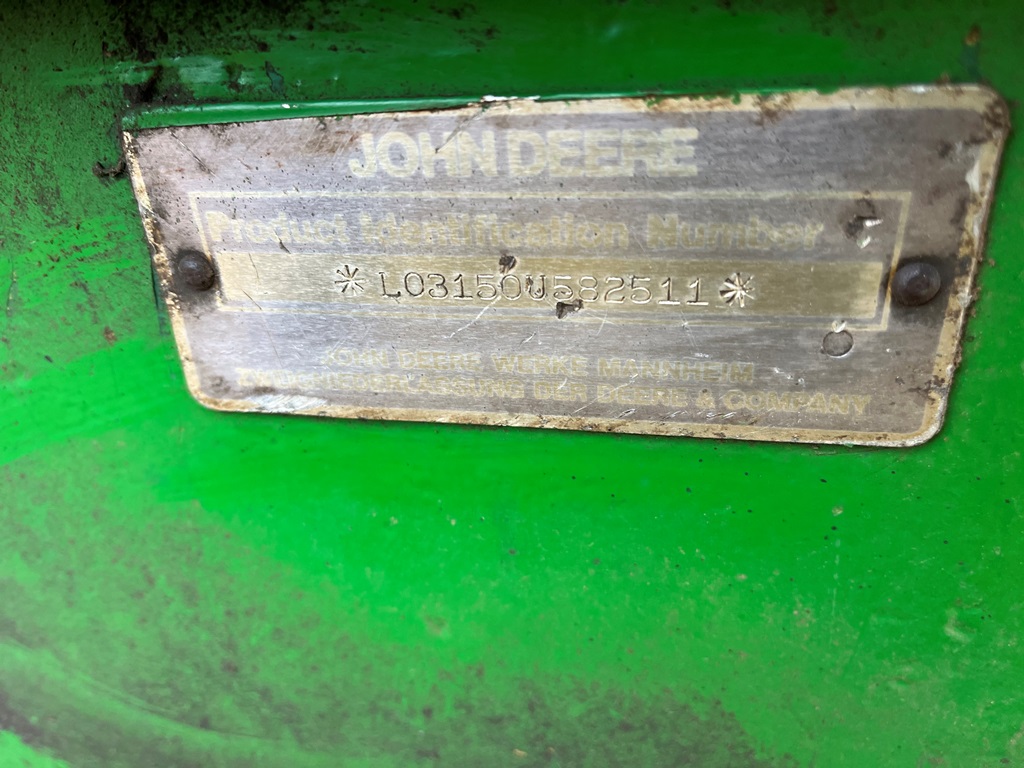 JOHN DEERE
Product Identification Number
*L03150U582511*
JOHN DEERE WERKE MANNHEIM
ZWEIGNIEDERLASSUNG DER DEERE & COMPANY